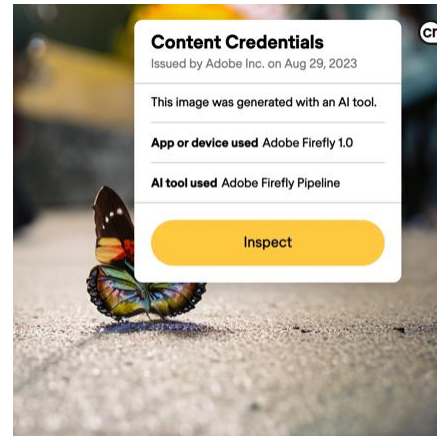 Content Credentials
cr
Issued by Adobe Inc. on Aug 29, 2023
This image was generated with an AI tool.
App or device used Adobe Firefly 1.0
AI tool used Adobe Firefly Pipeline
Inspect